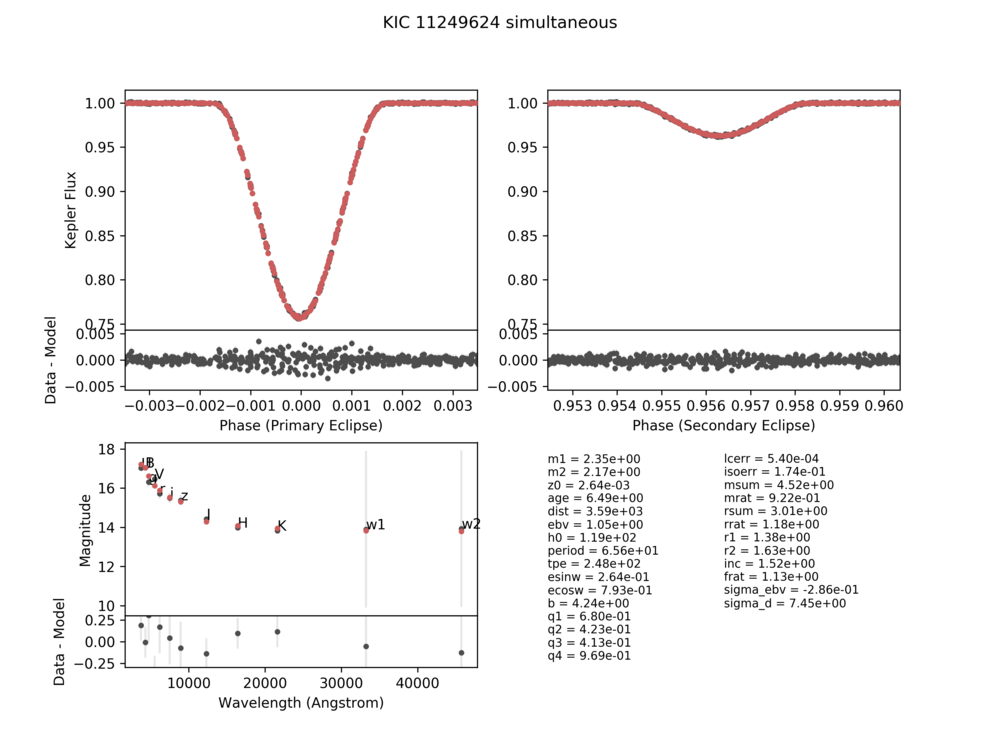 KIC 11249624 simultaneous
1.00
0.95
0.90
0.85
0.80
0.75
Kepler Flux
1.00
0.95
0.90
0.85
0.80
0.75
0.005
0.000
−0.005
Data - Model
0.005
0.000
−0.005
−0.003 −0.002 −0.001 0.000 0.001 0.002 0.003
Phase (Primary Eclipse)
0.953 0.954 0.955 0.956 0.957 0.958 0.959 0.960
Phase (Secondary Eclipse)
18
16
14
12
10
Magnitude
B
V
r
i
z
J
H
K
w1
w2
0.25
0.00
−0.25
Data - Model
10000 20000 30000 40000
Wavelength (Angstrom)
m1 = 2.35e+00
m2 = 2.17e+00
z0 = 2.64e-03
age = 6.49e+00
dist = 3.59e+03
ebv = 1.05e+00
h0 = 1.19e+02
period = 6.56e+01
tpe = 2.48e+02
esinw = 2.64e-01
ecosw = 7.93e-01
b = 4.24e+00
q1 = 6.80e-01
q2 = 4.23e-01
q3 = 4.13e-01
q4 = 9.69e-01
lcerr = 5.40e-04
isoerr = 1.74e-01
msum = 4.52e+00
mrat = 9.22e-01
rsum = 3.01e+00
rrat = 1.18e+00
r1 = 1.38e+00
r2 = 1.63e+00
inc = 1.52e+00
frat = 1.13e+00
sigma_ebv = -2.86e-01
sigma_d = 7.45e+00